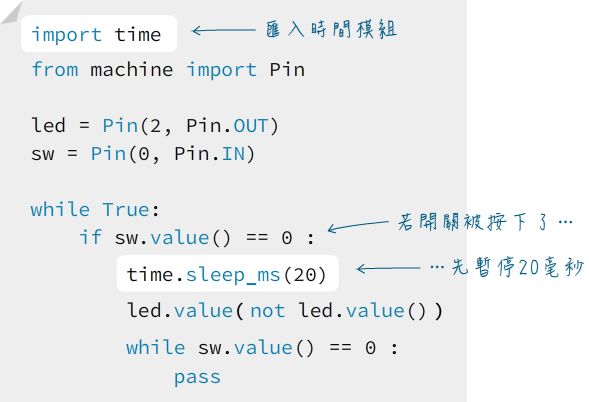 import time ← 匯入時間模組
from machine import Pin

led = Pin(2, Pin.OUT)
sw = Pin(0, Pin.IN)

while True:
    if sw.value() == 0 :
若開關被按下了…
        time.sleep_ms(20)
…先暫停20毫秒
        led.value(not led.value())
        while sw.value() == 0 :
            pass